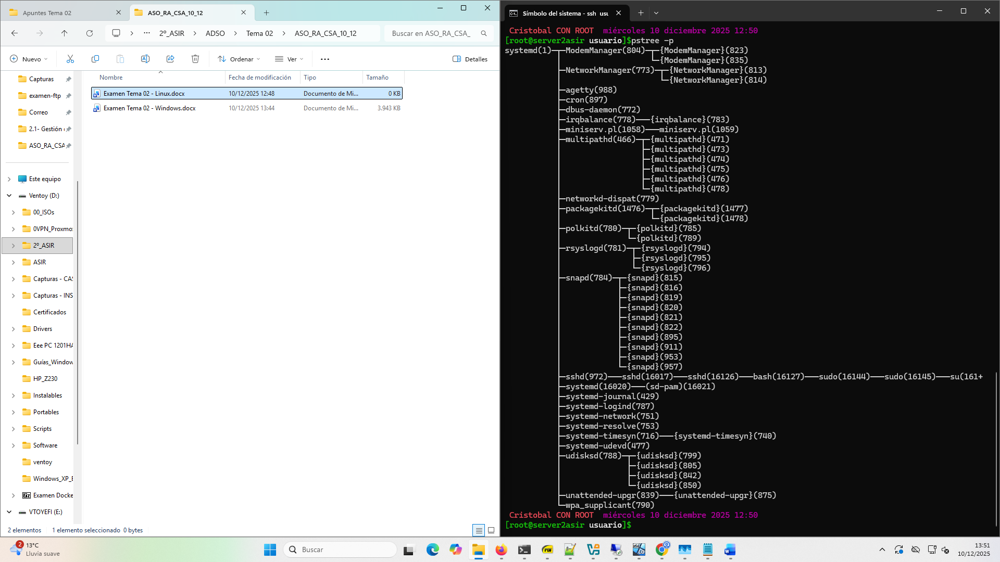 Apuntes Tema 02
ASO_RA_CSA_10_12
2º_ASIR
ADSO
Tema 02
ASO_RA_CSA_10_12
Buscar en ASO_RA_CSA_
Nuevo
Ordenar
Ver
Detalles
Capturas
examen-ftp
Correo
2.1- Gestión
ASO_RA_CSA
Este equipo
Ventoy (D:)
00_ISOs
0VPN_Proxmo
2º_ASIR
ASIR
Capturas - CAS
Capturas - INS
Certificados
Drivers
Eee PC 1201HA
Guías_Window
HP_Z230
Instalables
Portables
Scripts
Software
ventoy
Windows_XP_E
Examen Docke
VTOYEFI (E:)
Nombre Fecha de modificación Tipo Tamaño
Examen Tema 02 - Linux.docx 10/12/2025 12:48 Documento de Mi... 0 KB
Examen Tema 02 - Windows.docx 10/12/2025 13:44 Documento de Mi... 3.943 KB
2 elementos 1 elemento seleccionado 0 bytes
Símbolo del sistema - ssh usu
Cristobal CON ROOT miércoles 10 diciembre 2025 12:50
[root@server2asir usuario]$pstree -p
systemd(1)─┬─ModemManager(804)─┬─{ModemManager}(823)
           │                   └─{ModemManager}(835)
           ├─NetworkManager(773)─┬─{NetworkManager}(813)
           │                     └─{NetworkManager}(814)
           ├─agetty(988)
           ├─cron(897)
           ├─dbus-daemon(772)
           ├─irqbalance(778)───{irqbalance}(783)
           ├─miniserv.pl(1058)───miniserv.pl(1059)
           ├─multipathd(466)─┬─{multipathd}(471)
           │                 ├─{multipathd}(473)
           │                 ├─{multipathd}(474)
           │                 ├─{multipathd}(475)
           │                 ├─{multipathd}(476)
           │                 └─{multipathd}(478)
           ├─networkd-dispat(779)
           ├─packagekitd(1476)─┬─{packagekitd}(1477)
           │                   └─{packagekitd}(1478)
           ├─polkitd(780)─┬─{polkitd}(785)
           │              └─{polkitd}(789)
           ├─rsyslogd(781)─┬─{rsyslogd}(794)
           │               ├─{rsyslogd}(795)
           │               └─{rsyslogd}(796)
           ├─snapd(784)─┬─{snapd}(815)
           │            ├─{snapd}(816)
           │            ├─{snapd}(819)
           │            ├─{snapd}(820)
           │            ├─{snapd}(821)
           │            ├─{snapd}(822)
           │            ├─{snapd}(895)
           │            ├─{snapd}(911)
           │            ├─{snapd}(953)
           │            └─{snapd}(957)
           ├─sshd(972)───sshd(16017)───sshd(16126)───bash(16127)───sudo(16144)───sudo(16145)───su(161+
           ├─systemd(16020)───(sd-pam)(16021)
           ├─systemd-journal(429)
           ├─systemd-logind(787)
           ├─systemd-network(751)
           ├─systemd-resolve(753)
           ├─systemd-timesyn(716)───{systemd-timesyn}(740)
           ├─systemd-udevd(477)
           ├─udisksd(788)─┬─{udisksd}(799)
           │              ├─{udisksd}(805)
           │              ├─{udisksd}(842)
           │              └─{udisksd}(850)
           ├─unattended-upgr(839)───{unattended-upgr}(875)
           └─wpa_supplicant(790)
Cristobal CON ROOT miércoles 10 diciembre 2025 12:50
[root@server2asir usuario]$
2
13°C
Lluvia suave
Buscar
PDF
13:51
10/12/2025